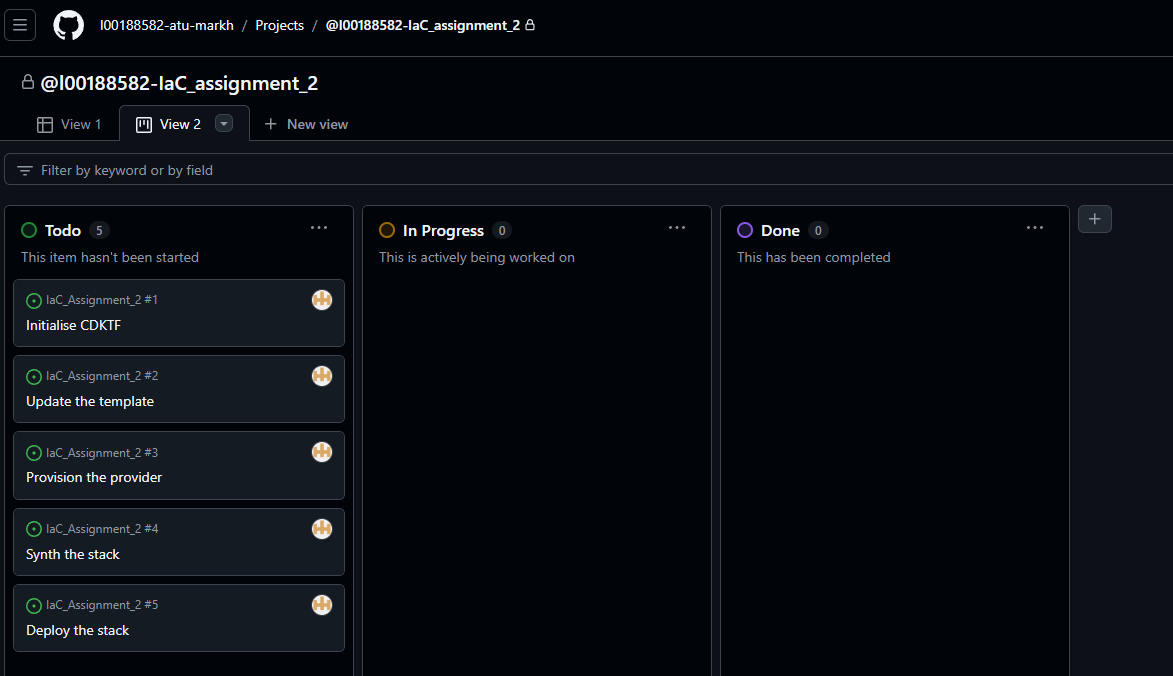 l00188582-atu-markh / Projects / @l00188582-IaC_assignment_2
@l00188582-IaC_assignment_2
View 1
View 2
New view
Filter by keyword or by field
Todo 5
This item hasn't been started
IaC_Assignment_2 #1
Initialise CDKTF
IaC_Assignment_2 #2
Update the template
IaC_Assignment_2 #3
Provision the provider
IaC_Assignment_2 #4
Synth the stack
IaC_Assignment_2 #5
Deploy the stack
In Progress 0
This is actively being worked on
Done 0
This has been completed